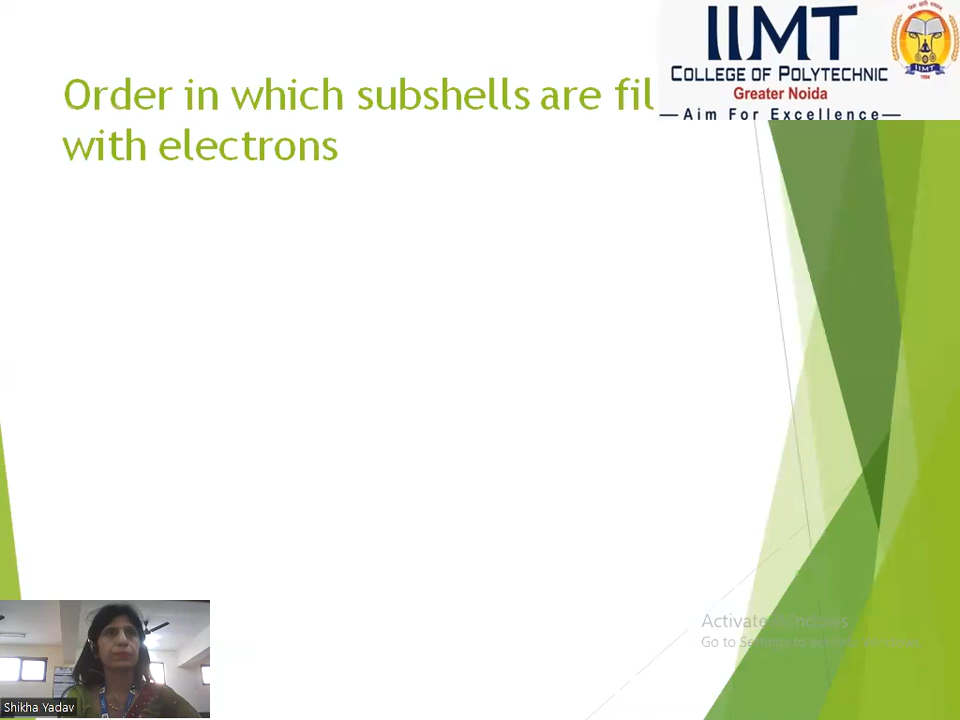 IIMT
COLLEGE OF POLYTECHNIC
Greater Noida
—Aim For Excellence—
IIMT
Order in which subshells are fil
with electrons
Activate Windows
Go to Settings to activate Windows.
Shikha Yadav